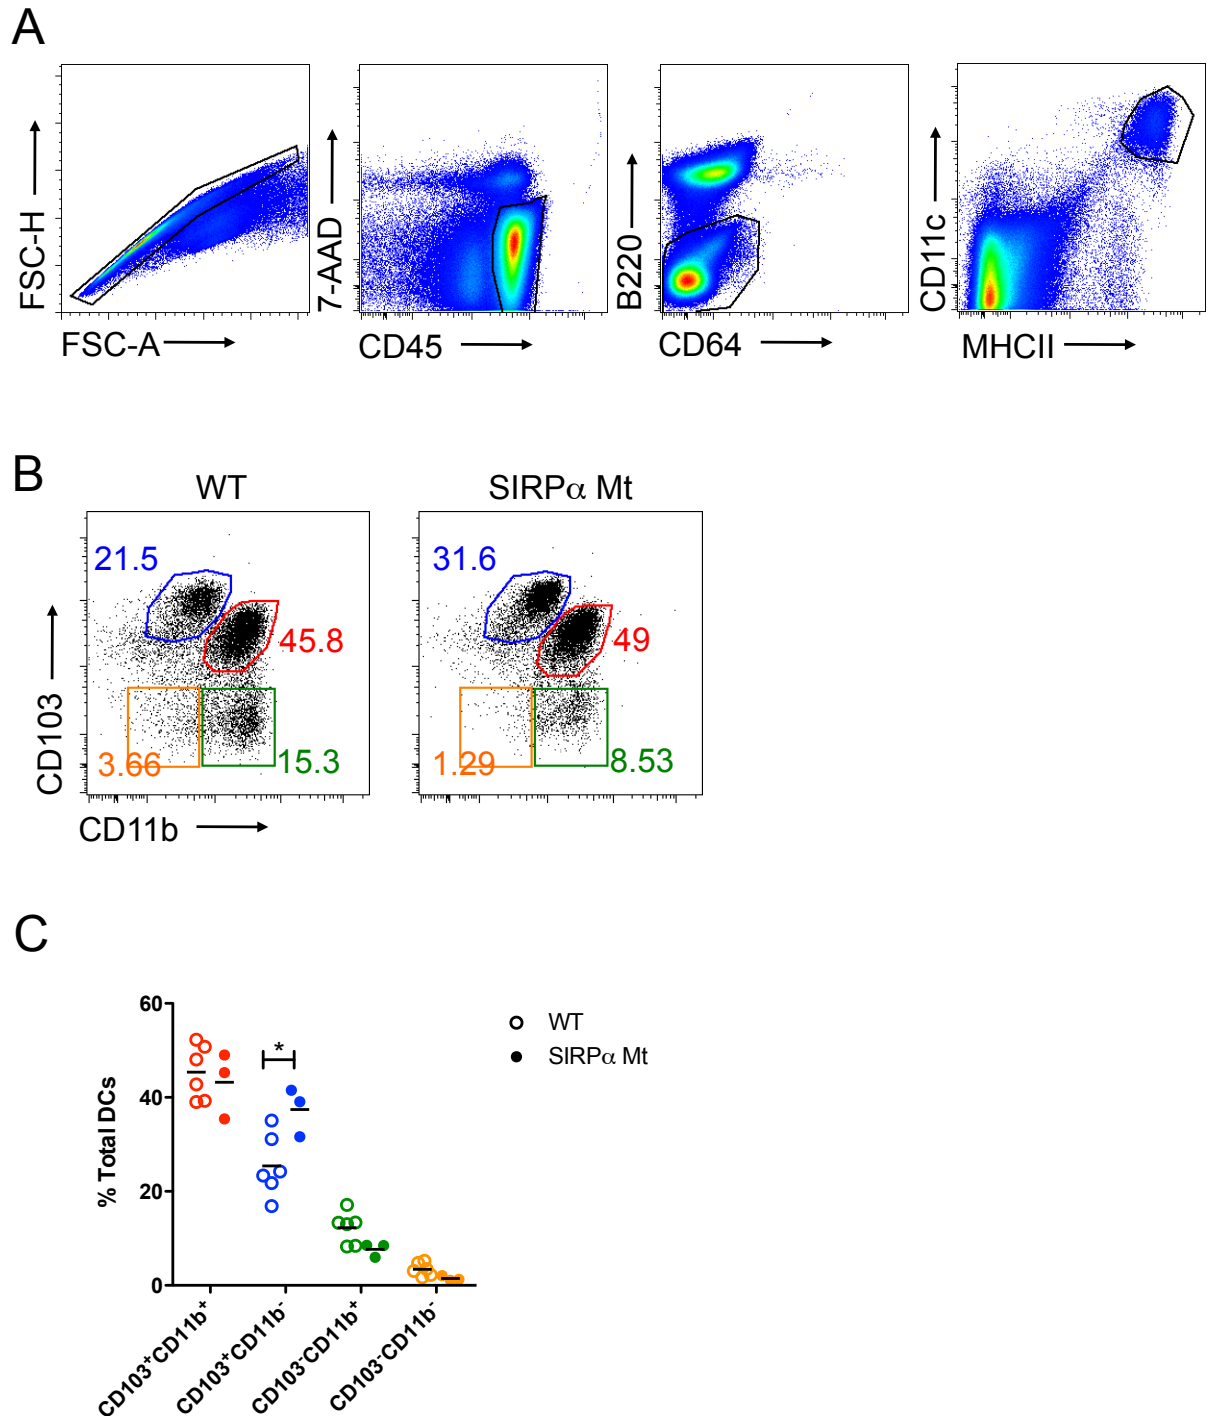 A
FSC-H
FSC-A
7-AAD
CD45
B220
CD64
CD11c
MHCII
B
WT
SIRPα Mt
21.5
45.8
3.66
15.3
31.6
49
1.29
8.53
CD103
CD11b
C
60
40
20
0
% Total DCs
*
WT
SIRPα Mt
CD103⁺CD11b⁺
CD103⁺CD11b⁻
CD103⁻CD11b⁺
CD103⁻CD11b⁻